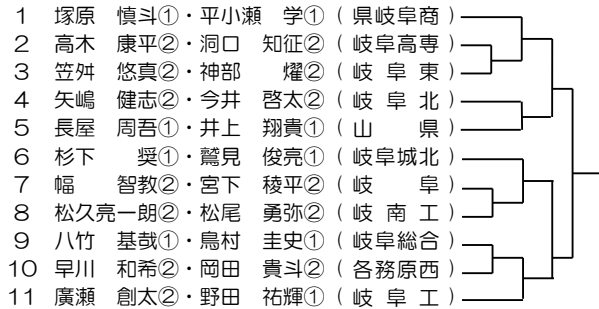 1 塚原 慎斗①・平小瀬 学①（県岐阜商）
2 高木 康平②・洞口 知征②（岐阜高専）
3 笠舛 悠真②・神部 燿②（岐阜東）
4 矢嶋 健志②・今井 啓太②（岐阜北）
5 長屋 周吾①・井上 翔貴①（山県）
6 杉下 奨①・鷲見 俊亮①（岐阜城北）
7 幅 智教②・宮下 稜平②（岐阜）
8 松久亮一朗②・松尾 勇弥②（岐南工）
9 八竹 基哉①・鳥村 圭史①（岐阜総合）
10 早川 和希②・岡田 貴斗②（各務原西）
11 廣瀬 創太②・野田 祐輝①（岐阜工）